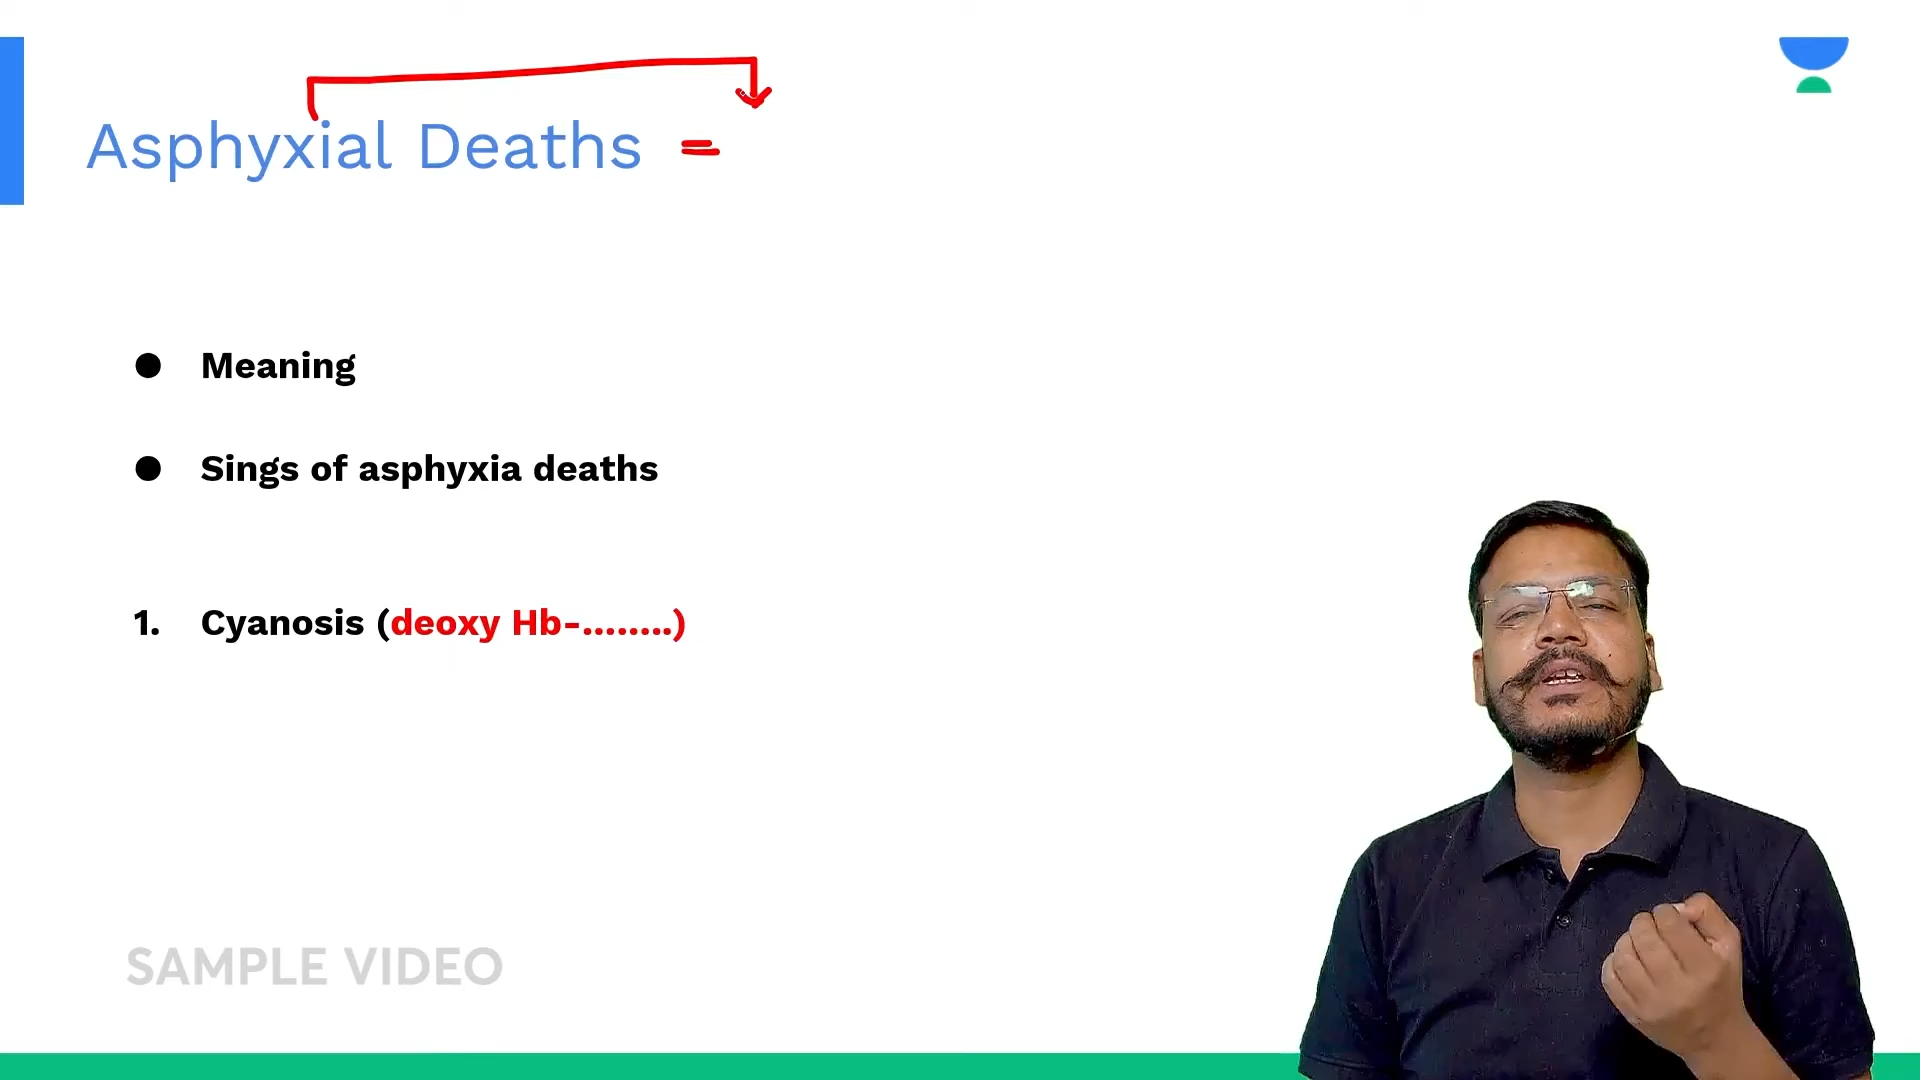 Asphyxial Deaths =
● Meaning
● Sings of asphyxia deaths
1. Cyanosis (deoxy Hb-........)
SAMPLE VIDEO